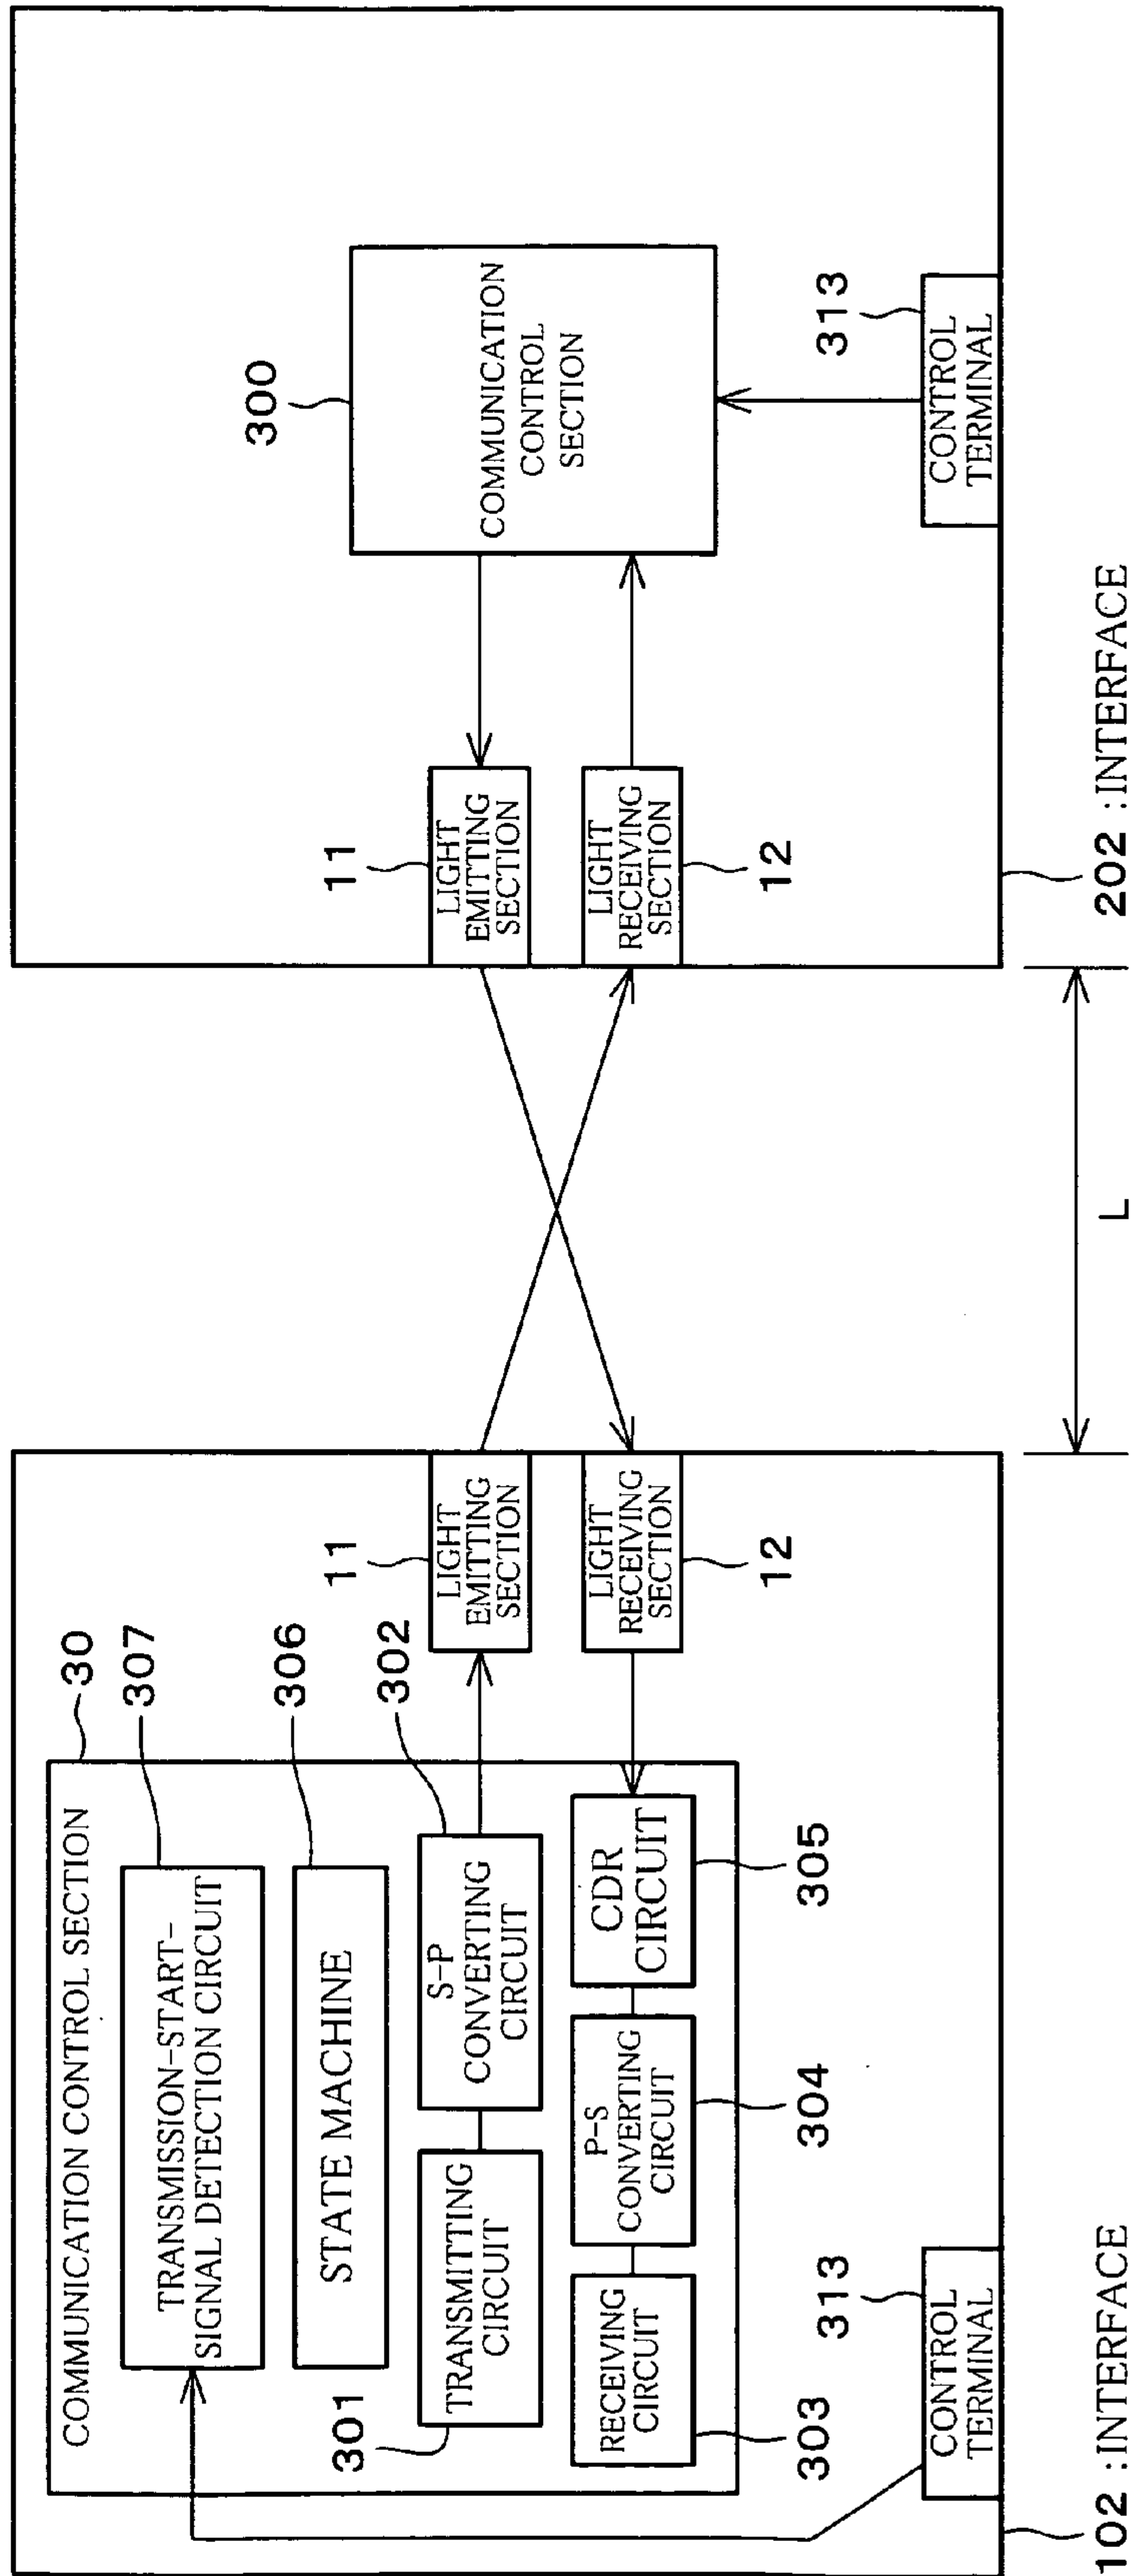 COMMUNICATION CONTROL SECTION
30
TRANSMISSION-START-
SIGNAL DETECTION CIRCUIT
307
STATE MACHINE
306
301
TRANSMITTING
CIRCUIT
S-P
CONVERTING
CIRCUIT
302
11
LIGHT
EMITTING
SECTION
303
RECEIVING
CIRCUIT
304
P-S
CONVERTING
CIRCUIT
305
CDR
CIRCUIT
LIGHT
RECEIVING
SECTION
12
313
CONTROL
TERMINAL
102 : INTERFACE
L
300
COMMUNICATION
CONTROL
SECTION
11
LIGHT
EMITTING
SECTION
LIGHT
RECEIVING
SECTION
12
313
CONTROL
TERMINAL
202 : INTERFACE